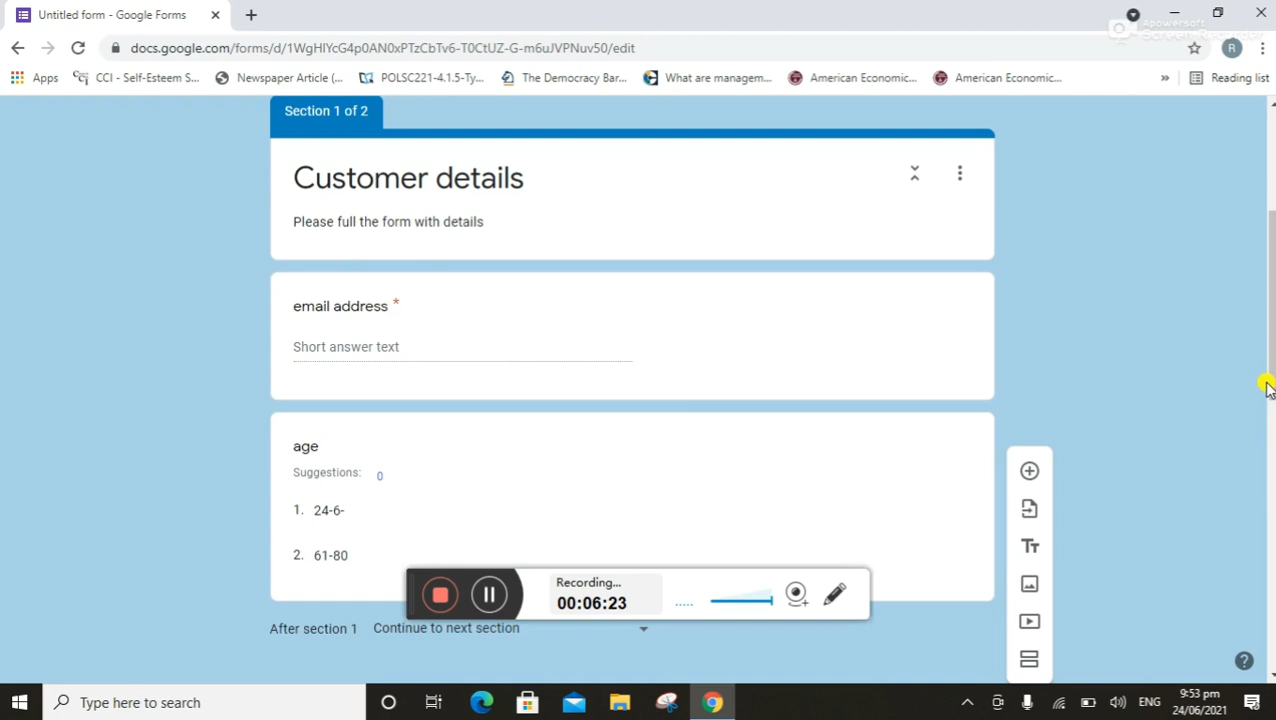 Untitled form - Google Forms
Apowersoft
Screen Recorder
docs.google.com/forms/d/1WgHlYcG4p0AN0xPTzCbTv6-T0CtUZ-G-m6uJVPNuv50/edit
R
Apps
CCI - Self-Esteem S...
Newspaper Article (...
POLSC221-4.1.5-Ty...
The Democracy Bar...
What are managem...
American Economic...
American Economic...
»
Reading list
Section 1 of 2
Customer details
Please full the form with details
email address *
Short answer text
age
Suggestions: 0
1. 24-6-
2. 61-80
Recording...
00:06:23
After section 1 Continue to next section
Type here to search
ENG
9:53 pm
24/06/2021